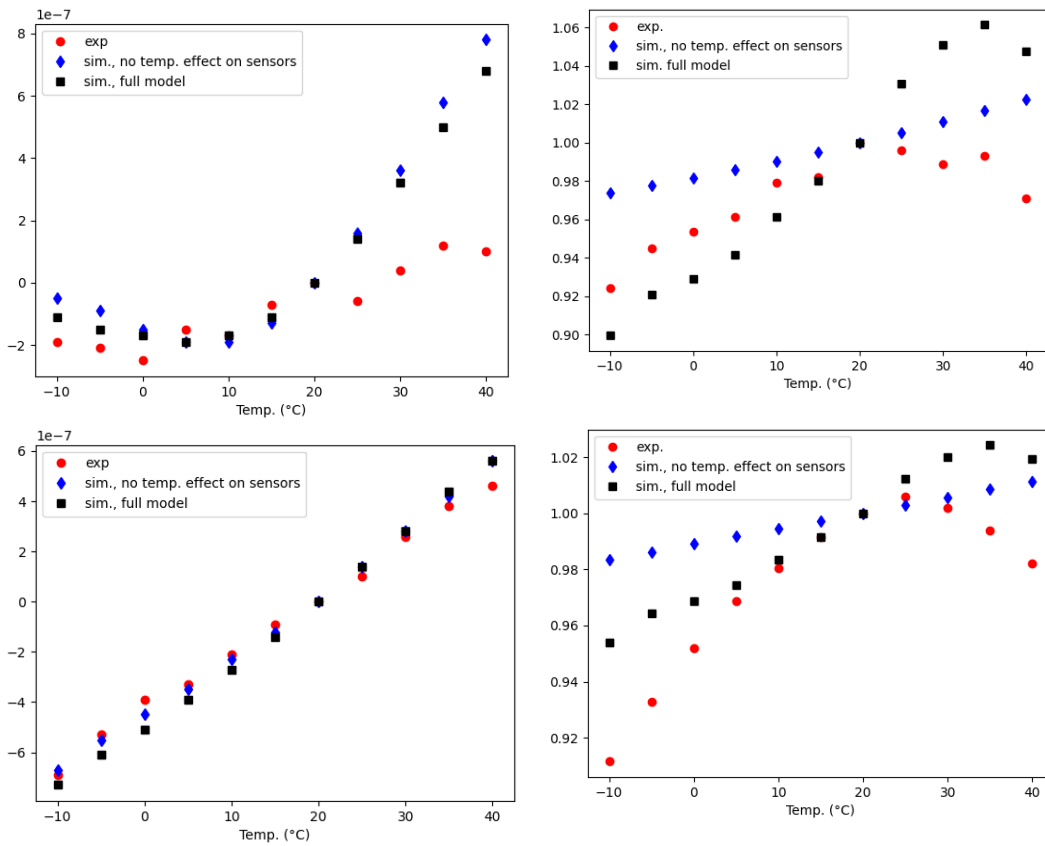 1e−7
8
6
4
2
0
−2
−10
0
10
20
30
40
Temp. (°C)
exp
sim., no temp. effect on sensors
sim., full model
1.06
1.04
1.02
1.00
0.98
0.96
0.94
0.92
0.90
−10
0
10
20
30
40
Temp. (°C)
exp.
sim., no temp. effect on sensors
sim. full model
1e−7
6
4
2
0
−2
−4
−6
−10
0
10
20
30
40
Temp. (°C)
exp
sim., no temp. effect on sensors
sim., full model
1.02
1.00
0.98
0.96
0.94
0.92
−10
0
10
20
30
40
Temp. (°C)
exp.
sim., no temp. effect on sensors
sim., full model